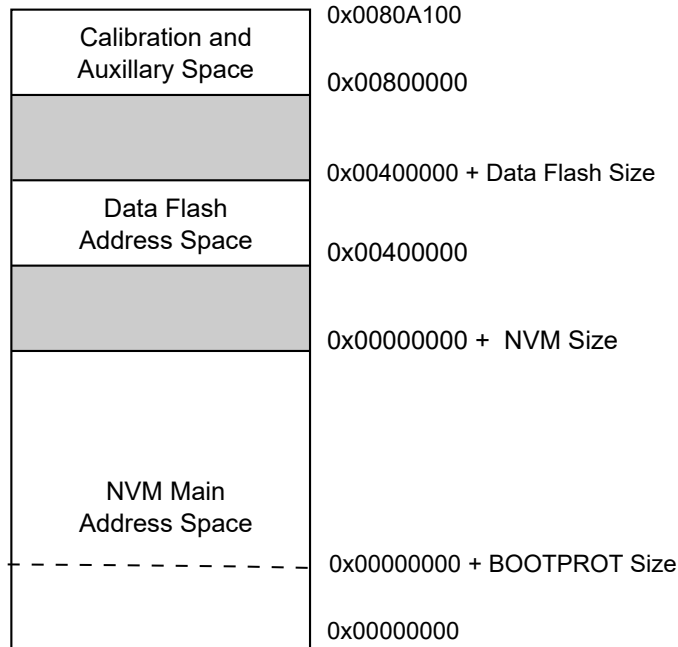 0x0080A100
Calibration and
Auxillary Space
0x00800000
0x00400000 + Data Flash Size
Data Flash
Address Space
0x00400000
0x00000000 + NVM Size
NVM Main
Address Space
0x00000000 + BOOTPROT Size
0x00000000